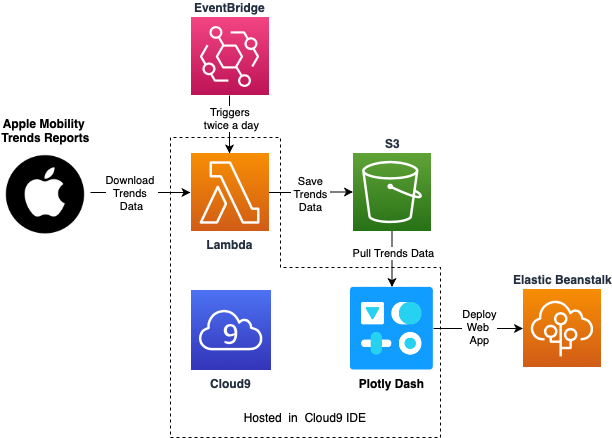 EventBridge
Triggers
twice a day
Apple Mobility
Trends Reports
Download
Trends
Data
Lambda
Save
Trends
Data
S3
Pull Trends Data
9
Cloud9
Plotly Dash
Deploy
Web
App
Elastic Beanstalk
Hosted in Cloud9 IDE